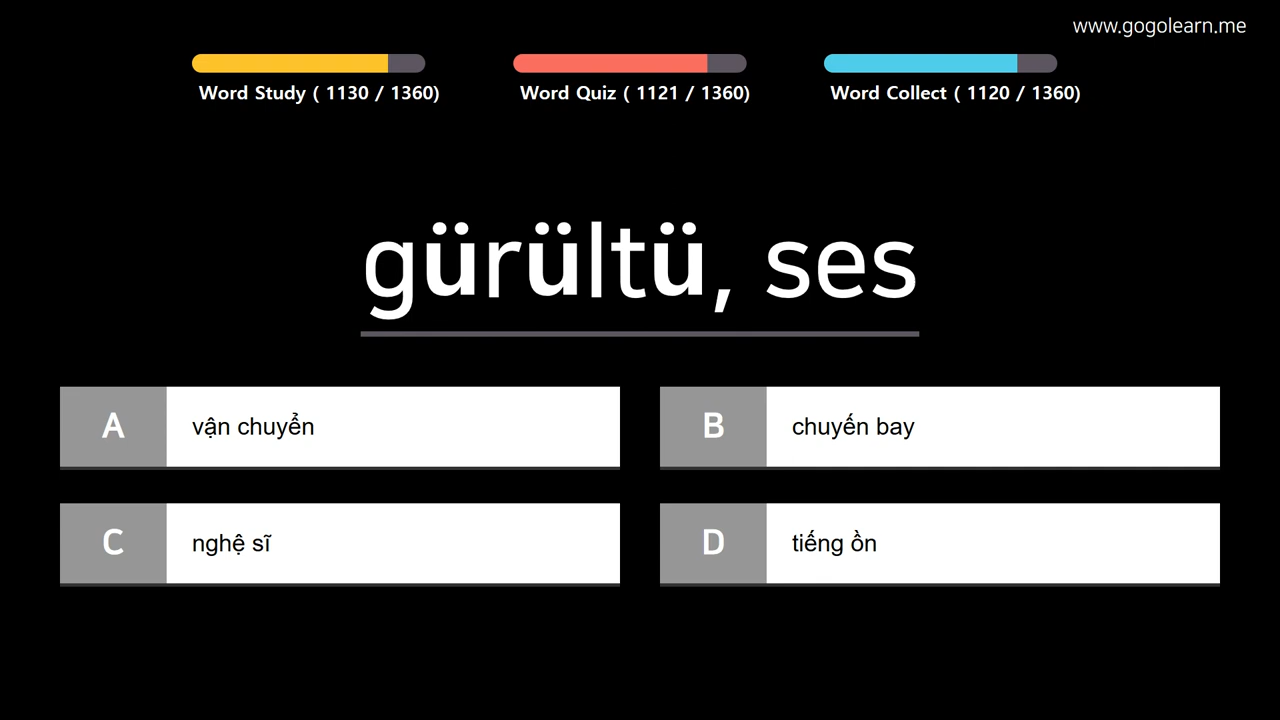 www.gogolearn.me
Word Study ( 1130 / 1360)
Word Quiz ( 1121 / 1360)
Word Collect ( 1120 / 1360)
gürültü, ses
A vận chuyển
B chuyến bay
C nghệ sĩ
D tiếng ồn